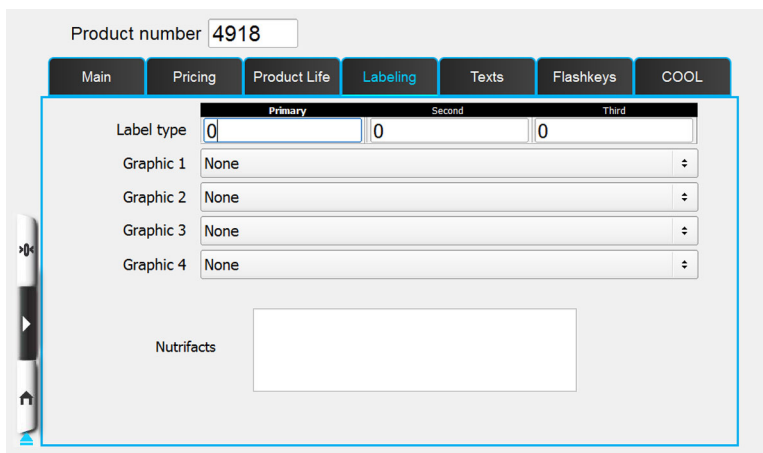 Product number 4918
Main Pricing Product Life Labeling Texts Flashkeys COOL
Primary Second Third
Label type 0 0 0
Graphic 1 None
Graphic 2 None
Graphic 3 None
Graphic 4 None
Nutrifacts
>0<